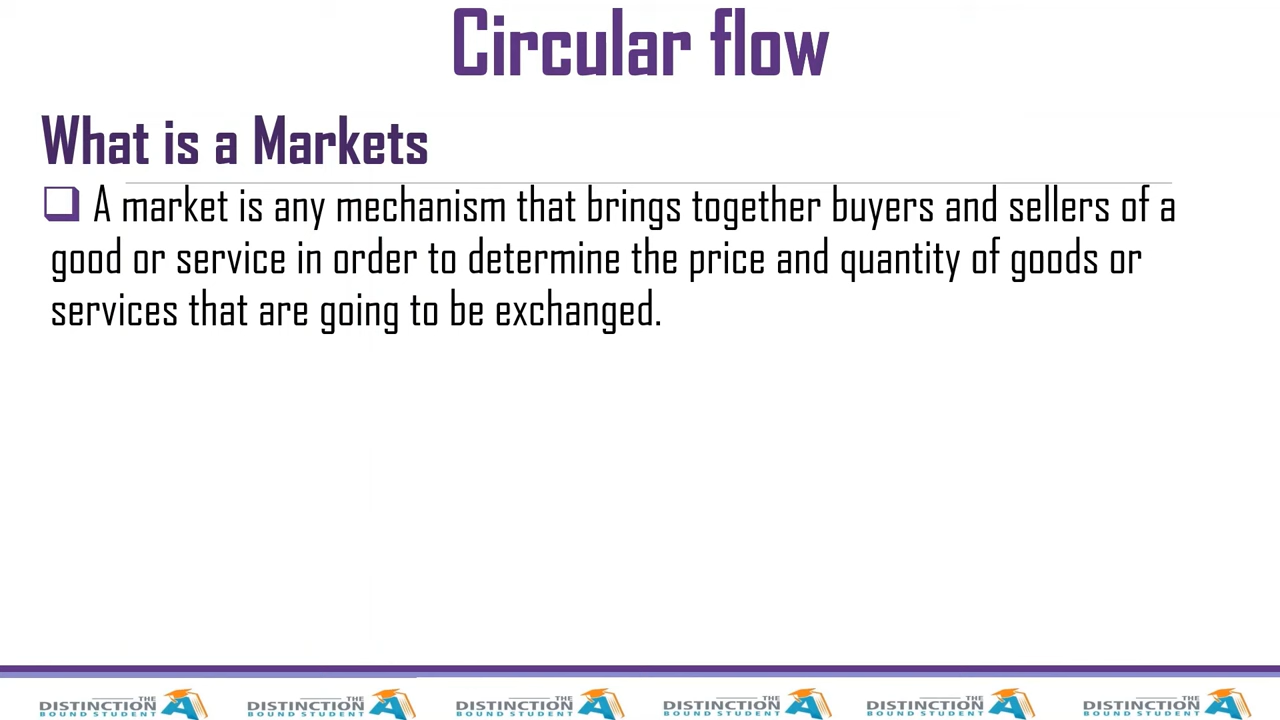 Circular flow
What is a Markets
A market is any mechanism that brings together buyers and sellers of a
good or service in order to determine the price and quantity of goods or
services that are going to be exchanged.
THE THE THE THE THE THE
DISTINCTION DISTINCTION DISTINCTION DISTINCTION DISTINCTION DISTINCTION
BOUND STUDENT BOUND STUDENT BOUND STUDENT BOUND STUDENT BOUND STUDENT BOUND STUDENT